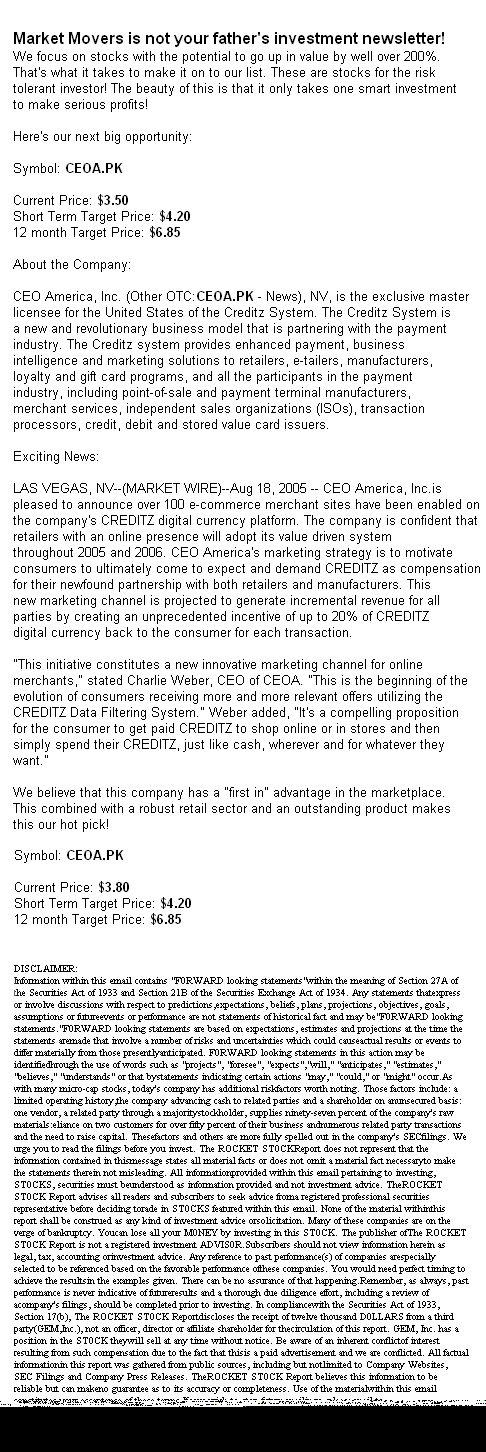 Market Movers is not your father's investment newsletter!
We focus on stocks with the potential to go up in value by well over 200%.
That's what it takes to make it on to our list. These are stocks for the risk
tolerant investor! The beauty of this is that it only takes one smart investment
to make serious profits!
Here's our next big opportunity:
Symbol: CEOA.PK
Current Price: $3.50
Short Term Target Price: $4.20
12 month Target Price: $6.85
About the Company:
CEO America, Inc. (Other OTC:CEOA.PK - News), NV, is the exclusive master
licensee for the United States of the Creditz System. The Creditz System is
a new and revolutionary business model that is partnering with the payment
industry. The Creditz system provides enhanced payment, business
intelligence and marketing solutions to retailers, e-tailers, manufacturers,
loyalty and gift card programs, and all the participants in the payment
industry, including point-of-sale and payment terminal manufacturers,
merchant services, independent sales organizations (ISOs), transaction
processors, credit, debit and stored value card issuers.
Exciting News:
LAS VEGAS, NV--(MARKET WIRE)--Aug 18, 2005 -- CEO America, Inc.is
pleased to announce over 100 e-commerce merchant sites have been enabled on
the company's CREDITZ digital currency platform. The company is confident that
retailers with an online presence will adopt its value driven system
throughout 2005 and 2006. CEO America's marketing strategy is to motivate
consumers to ultimately come to expect and demand CREDITZ as compensation
for their newfound partnership with both retailers and manufacturers. This
new marketing channel is projected to generate incremental revenue for all
parties by creating an unprecedented incentive of up to 20% of CREDITZ
digital currency back to the consumer for each transaction.
"This initiative constitutes a new innovative marketing channel for online
merchants," stated Charlie Weber, CEO of CEOA. "This is the beginning of the
evolution of consumers receiving more and more relevant offers utilizing the
CREDITZ Data Filtering System." Weber added, "It's a compelling proposition
for the consumer to get paid CREDITZ to shop online or in stores and then
simply spend their CREDITZ, just like cash, wherever and for whatever they
want."
We believe that this company has a "first in" advantage in the marketplace.
This combined with a robust retail sector and an outstanding product makes
this our hot pick!
Symbol: CEOA.PK
Current Price: $3.80
Short Term Target Price: $4.20
12 month Target Price: $6.85
DISCLAIMER:
Information within this email contains "F0RWARD looking statements"within the meaning of Section 27A of
the Securities Act of 1933 and Section 21B of the Securities Exchange Act of 1934. Any statements thatexpress
or involve discussions with respect to predictions,expectations, beliefs, plans, projections, objectives, goals,
assumptions or futureevents or performance are not statements of historical fact and may be"F0RWARD looking
statements."F0RWARD looking statements are based on expectations, estimates and projections at the time the
statements aremade that involve a number of risks and uncertainties which could causeactual results or events to
differ materially from those presentlyanticipated. F0RWARD looking statements in this action may be
identifiedthrough the use of words such as "projects", "foresee", "expects","will," "anticipates," "estimates,"
"believes," "understands" or that bystatements indicating certain actions "may," "could," or "might" occur.As
with many micro-cap stocks, today's company has additional riskfactors worth noting. Those factors include: a
limited operating history,the company advancing cash to related parties and a shareholder on anunsecured basis:
one vendor, a related party through a majoritystockholder, supplies ninety-seven percent of the company's raw
materials:eliance on two customers for over fifty percent of their business andnumerous related party transactions
and the need to raise capital. Thesefactors and others are more fully spelled out in the company's SECfilings. We
urge you to read the filings before you invest. The R0CKET ST0CKReport does not represent that the
information contained in thismessage states all material facts or does not omit a material fact necessaryto make
the statements therein not misleading. All informationprovided within this email pertaining to investing,
ST0CKS, securities must beunderstood as information provided and not investment advice. TheR0CKET
ST0CK Report advises all readers and subscribers to seek advice froma registered professional securities
representative before deciding torade in ST0CKS featured within this email. None of the material withinthis
report shall be construed as any kind of investment advice orsolicitation. Many of these companies are on the
verge of bankruptcy. Youcan lose all your M0NEY by investing in this ST0CK. The publisher ofThe R0CKET
ST0CK Report is not a registered investment ADVIS0R.Subscribers should not view information herein as
legal, tax, accounting orinvestment advice. Any reference to past performance(s) of companies arespecially
selected to be referenced based on the favorable performance ofthese companies. You would need perfect timing to
achieve the resultsin the examples given. There can be no assurance of that happening.Remember, as always, past
performance is never indicative of futureresults and a thorough due diligence effort, including a review of
acompany's filings, should be completed prior to investing. In compliancewith the Securities Act of 1933,
Section 17(b), The R0CKET ST0CK Reportdiscloses the receipt of twelve thousand D0LLARS from a third
party(GEM,Inc.), not an officer, director or affiliate shareholder for thecirculation of this report. GEM, Inc. has a
position in the ST0CK theywill sell at any time without notice. Be aware of an inherent conflictof interest
resulting from such compensation due to the fact that thisis a paid advertisement and we are conflicted. All factual
informationin this report was gathered from public sources, including but notlimited to Company Websites,
SEC Filings and Company Press Releases. TheR0CKET ST0CK Report believes this information to be
reliable but can makeno guarantee as to its accuracy or completeness. Use of the materialwithin this email